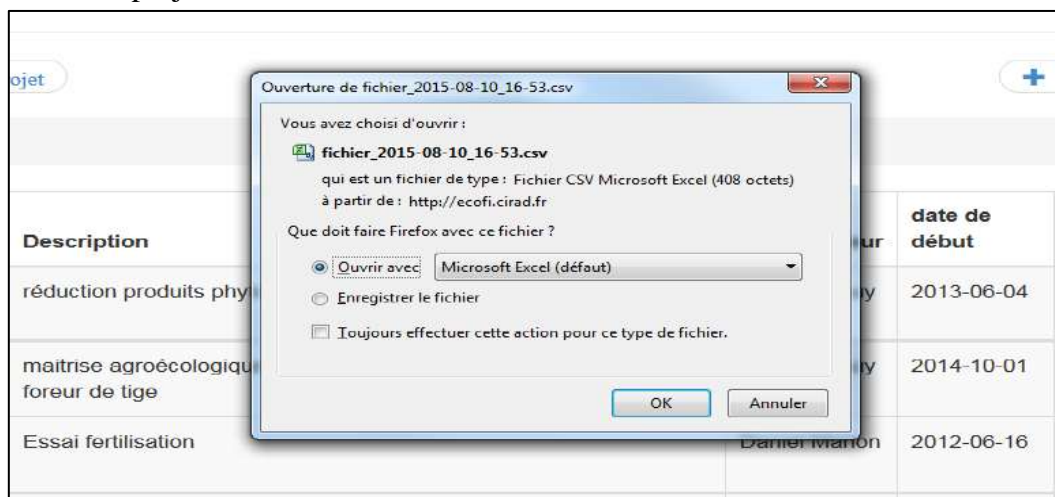 ojet
+
Ouverture de fichier_2015-08-10_16-53.csv
Vous avez choisi d'ouvrir :
fichier_2015-08-10_16-53.csv
qui est un fichier de type : Fichier CSV Microsoft Excel (408 octets)
à partir de : http://ecofi.cirad.fr
Que doit faire Firefox avec ce fichier ?
Ouvrir avec Microsoft Excel (défaut)
Enregistrer le fichier
Toujours effectuer cette action pour ce type de fichier.
OK Annuler
Description ur date de
début
réduction produits phy y 2013-06-04
maitrise agroécologiqu y 2014-10-01
foreur de tige
Essai fertilisation Daniel Marion 2012-06-16